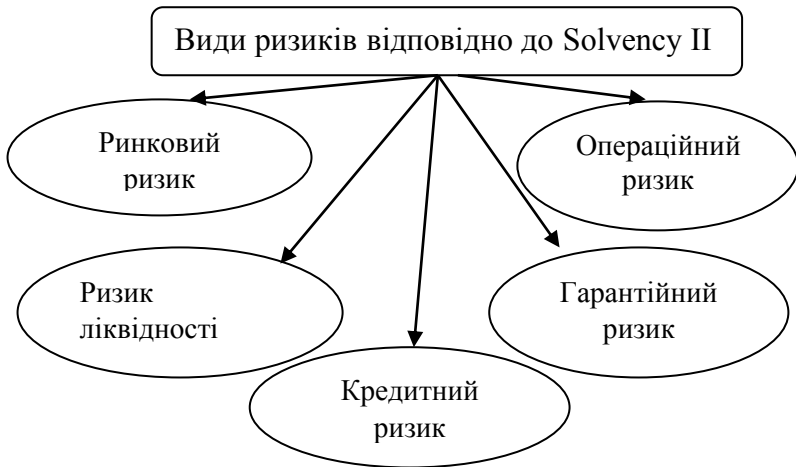 Види ризиків відповідно до Solvency II
Ринковий
ризик
Операційний
ризик
Ризик
ліквідності
Гарантійний
ризик
Кредитний
ризик